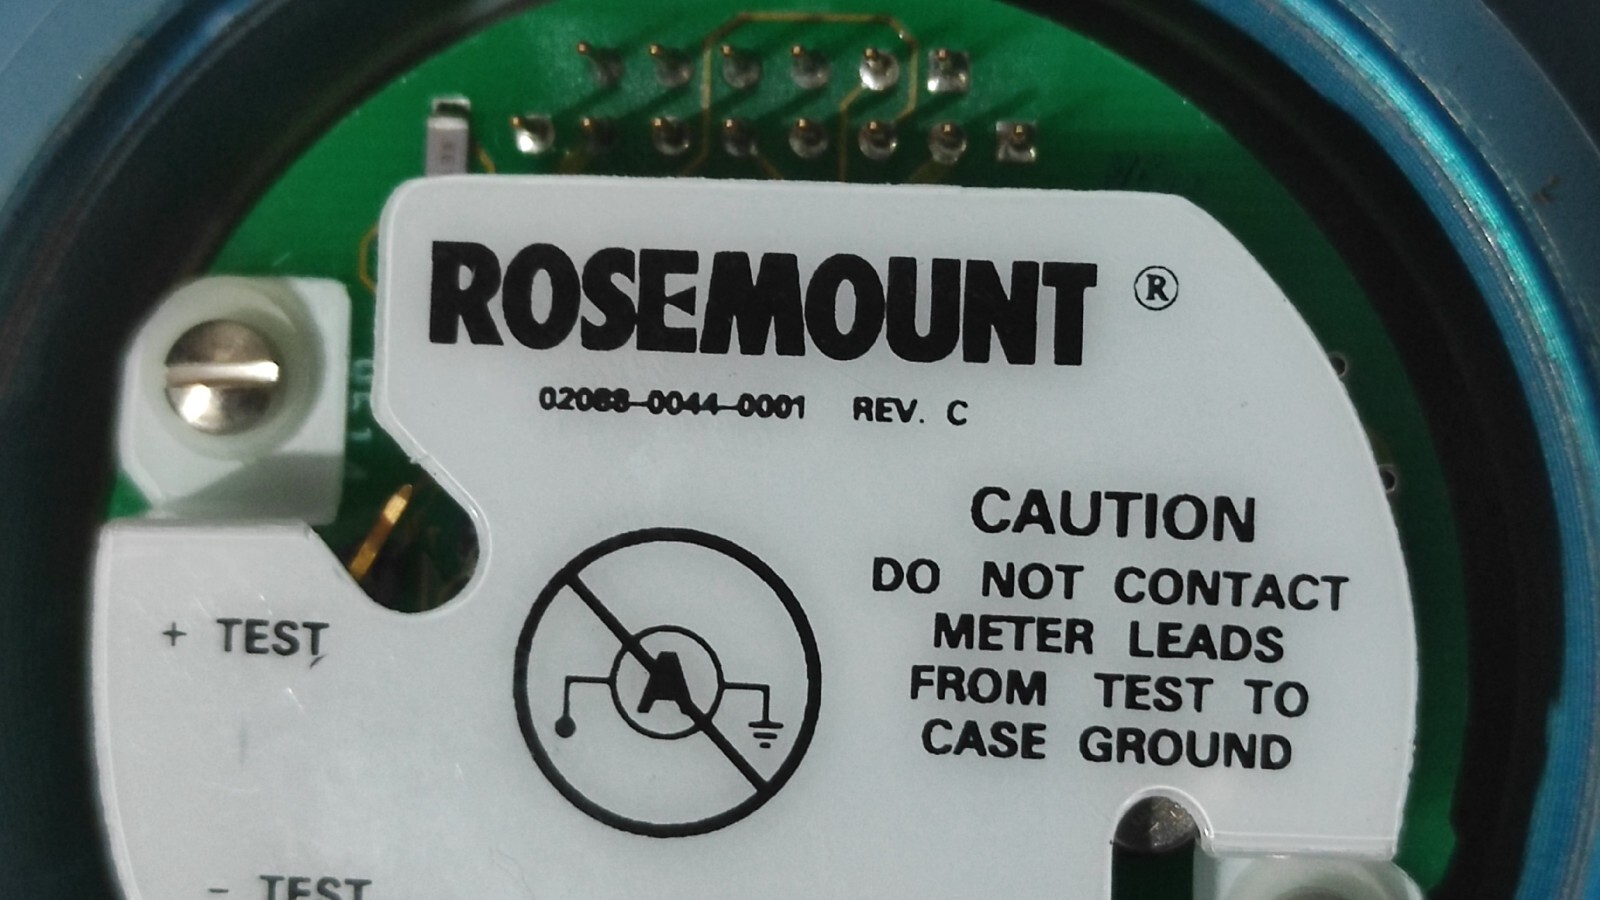 ROSEMOUNT ®
02088-0044-0001 REV. C
CAUTION
DO NOT CONTACT
METER LEADS
FROM TEST TO
CASE GROUND
+ TEST
A
- TEST